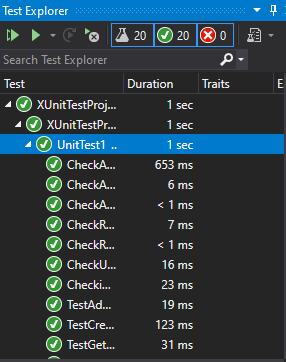 Test Explorer
20 20 0
Search Test Explorer
Test Duration Traits E
XUnitTestProj... 1 sec
XUnitTestPr... 1 sec
UnitTest1 .. 1 sec
CheckA... 653 ms
CheckA... 6 ms
CheckA... < 1 ms
CheckR... 7 ms
CheckR... < 1 ms
CheckU... 16 ms
Checki... 23 ms
TestAd... 19 ms
TestCre... 123 ms
TestGet... 31 ms